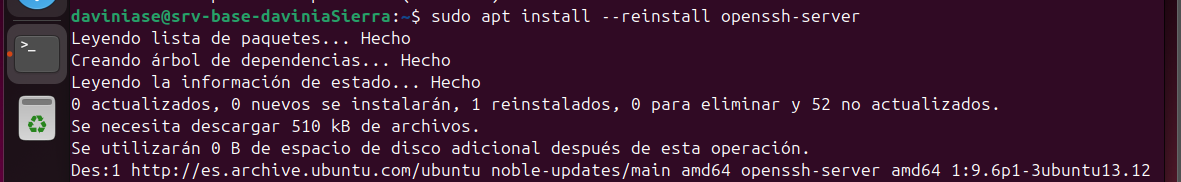 daviniase@srv-base-daviniaSierra:~$ sudo apt install --reinstall openssh-server
Leyendo lista de paquetes... Hecho
Creando árbol de dependencias... Hecho
Leyendo la información de estado... Hecho
0 actualizados, 0 nuevos se instalarán, 1 reinstalados, 0 para eliminar y 52 no actualizados.
Se necesita descargar 510 kB de archivos.
Se utilizarán 0 B de espacio de disco adicional después de esta operación.
Des:1 http://es.archive.ubuntu.com/ubuntu noble-updates/main amd64 openssh-server amd64 1:9.6p1-3ubuntu13.12